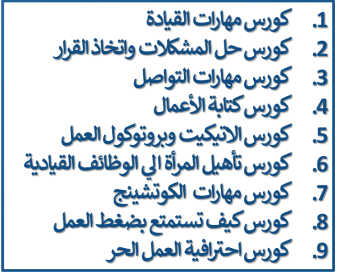 1. كورس مهارات القيادة
2. كورس حل المشكلات واتخاذ القرار
3. كورس مهارات التواصل
4. كورس كتابة الأعمال
5. كورس الاتيكيت وبروتوكول العمل
6. كورس تأهيل المرأة الي الوظائف القيادية
7. كورس مهارات الكوتشينج
8. كورس كيف تستمتع بضغط العمل
9. كورس احترافية العمل الحر